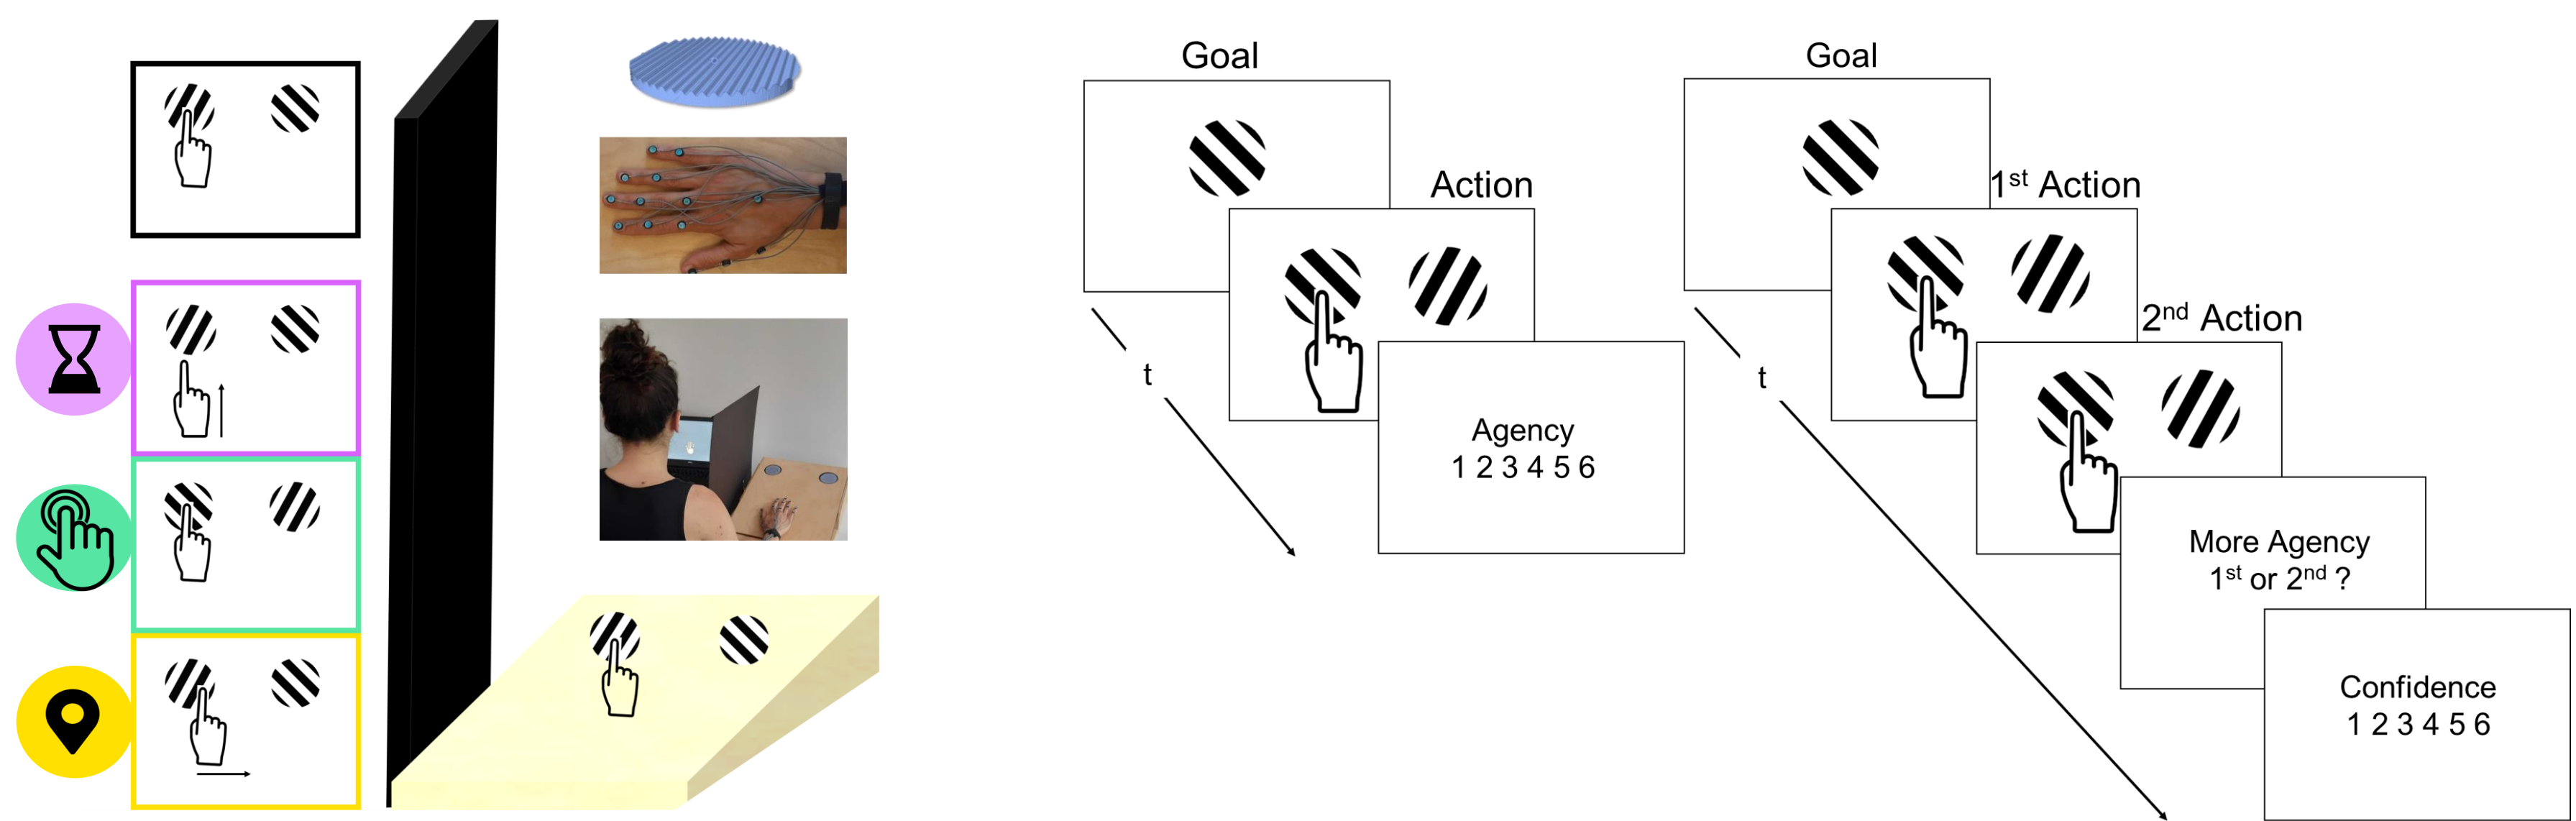 Goal
Action
t
Agency
1 2 3 4 5 6
Goal
1st Action
2nd Action
t
More Agency
1st or 2nd ?
Confidence
1 2 3 4 5 6